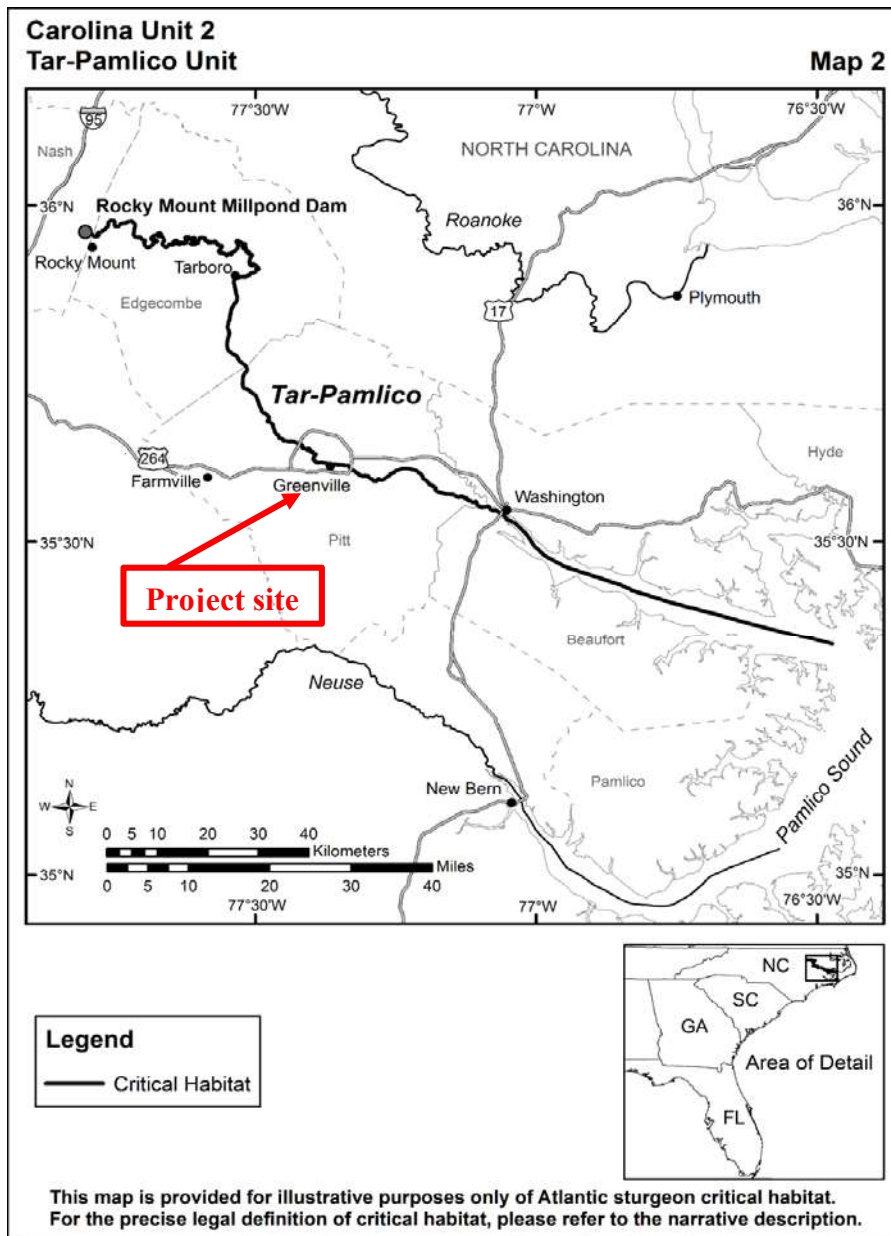 Carolina Unit 2
Tar-Pamlico Unit
Map 2
77°30'W
77°W
76°30'W
95
Nash
NORTH CAROLINA
36°N
36°N
Rocky Mount Millpond Dam
Roanoke
Rocky Mount
Tarboro
Edgecombe
17
Plymouth
Tar-Pamlico
Hyde
264
Farmville
Greenville
Washington
35°30'N
Pitt
35°30'N
Project site
Beaufort
Neuse
Pamlico
Pamlico Sound
New Bern
N
W E
S
0 5 10 20 30 40
Kilometers
Miles
0 5 10 20 30 40
35°N
35°N
77°30'W
77°W
76°30'W
NC
SC
GA
Area of Detail
FL
Legend
Critical Habitat
This map is provided for illustrative purposes only of Atlantic sturgeon critical habitat.
For the precise legal definition of critical habitat, please refer to the narrative description.